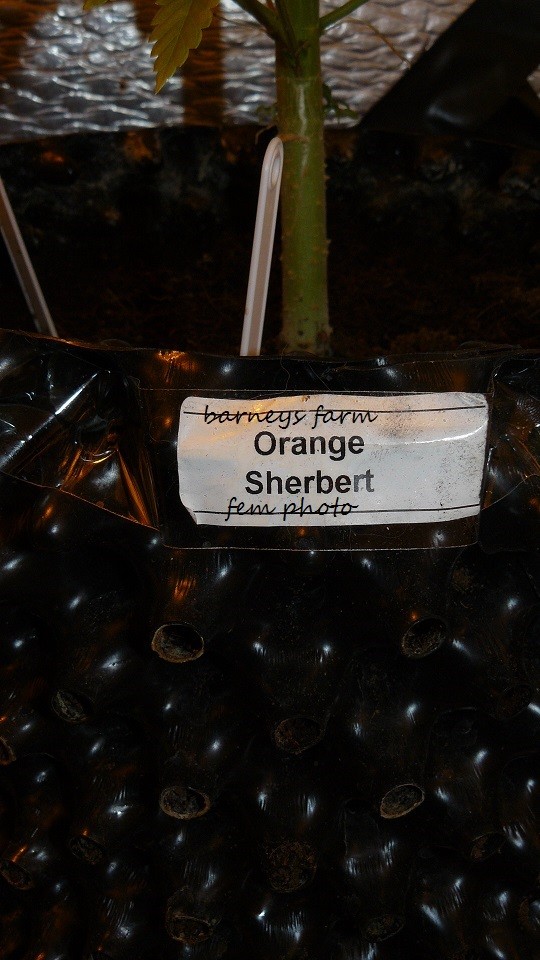 barneys farm
Orange
Sherbert
fem photo